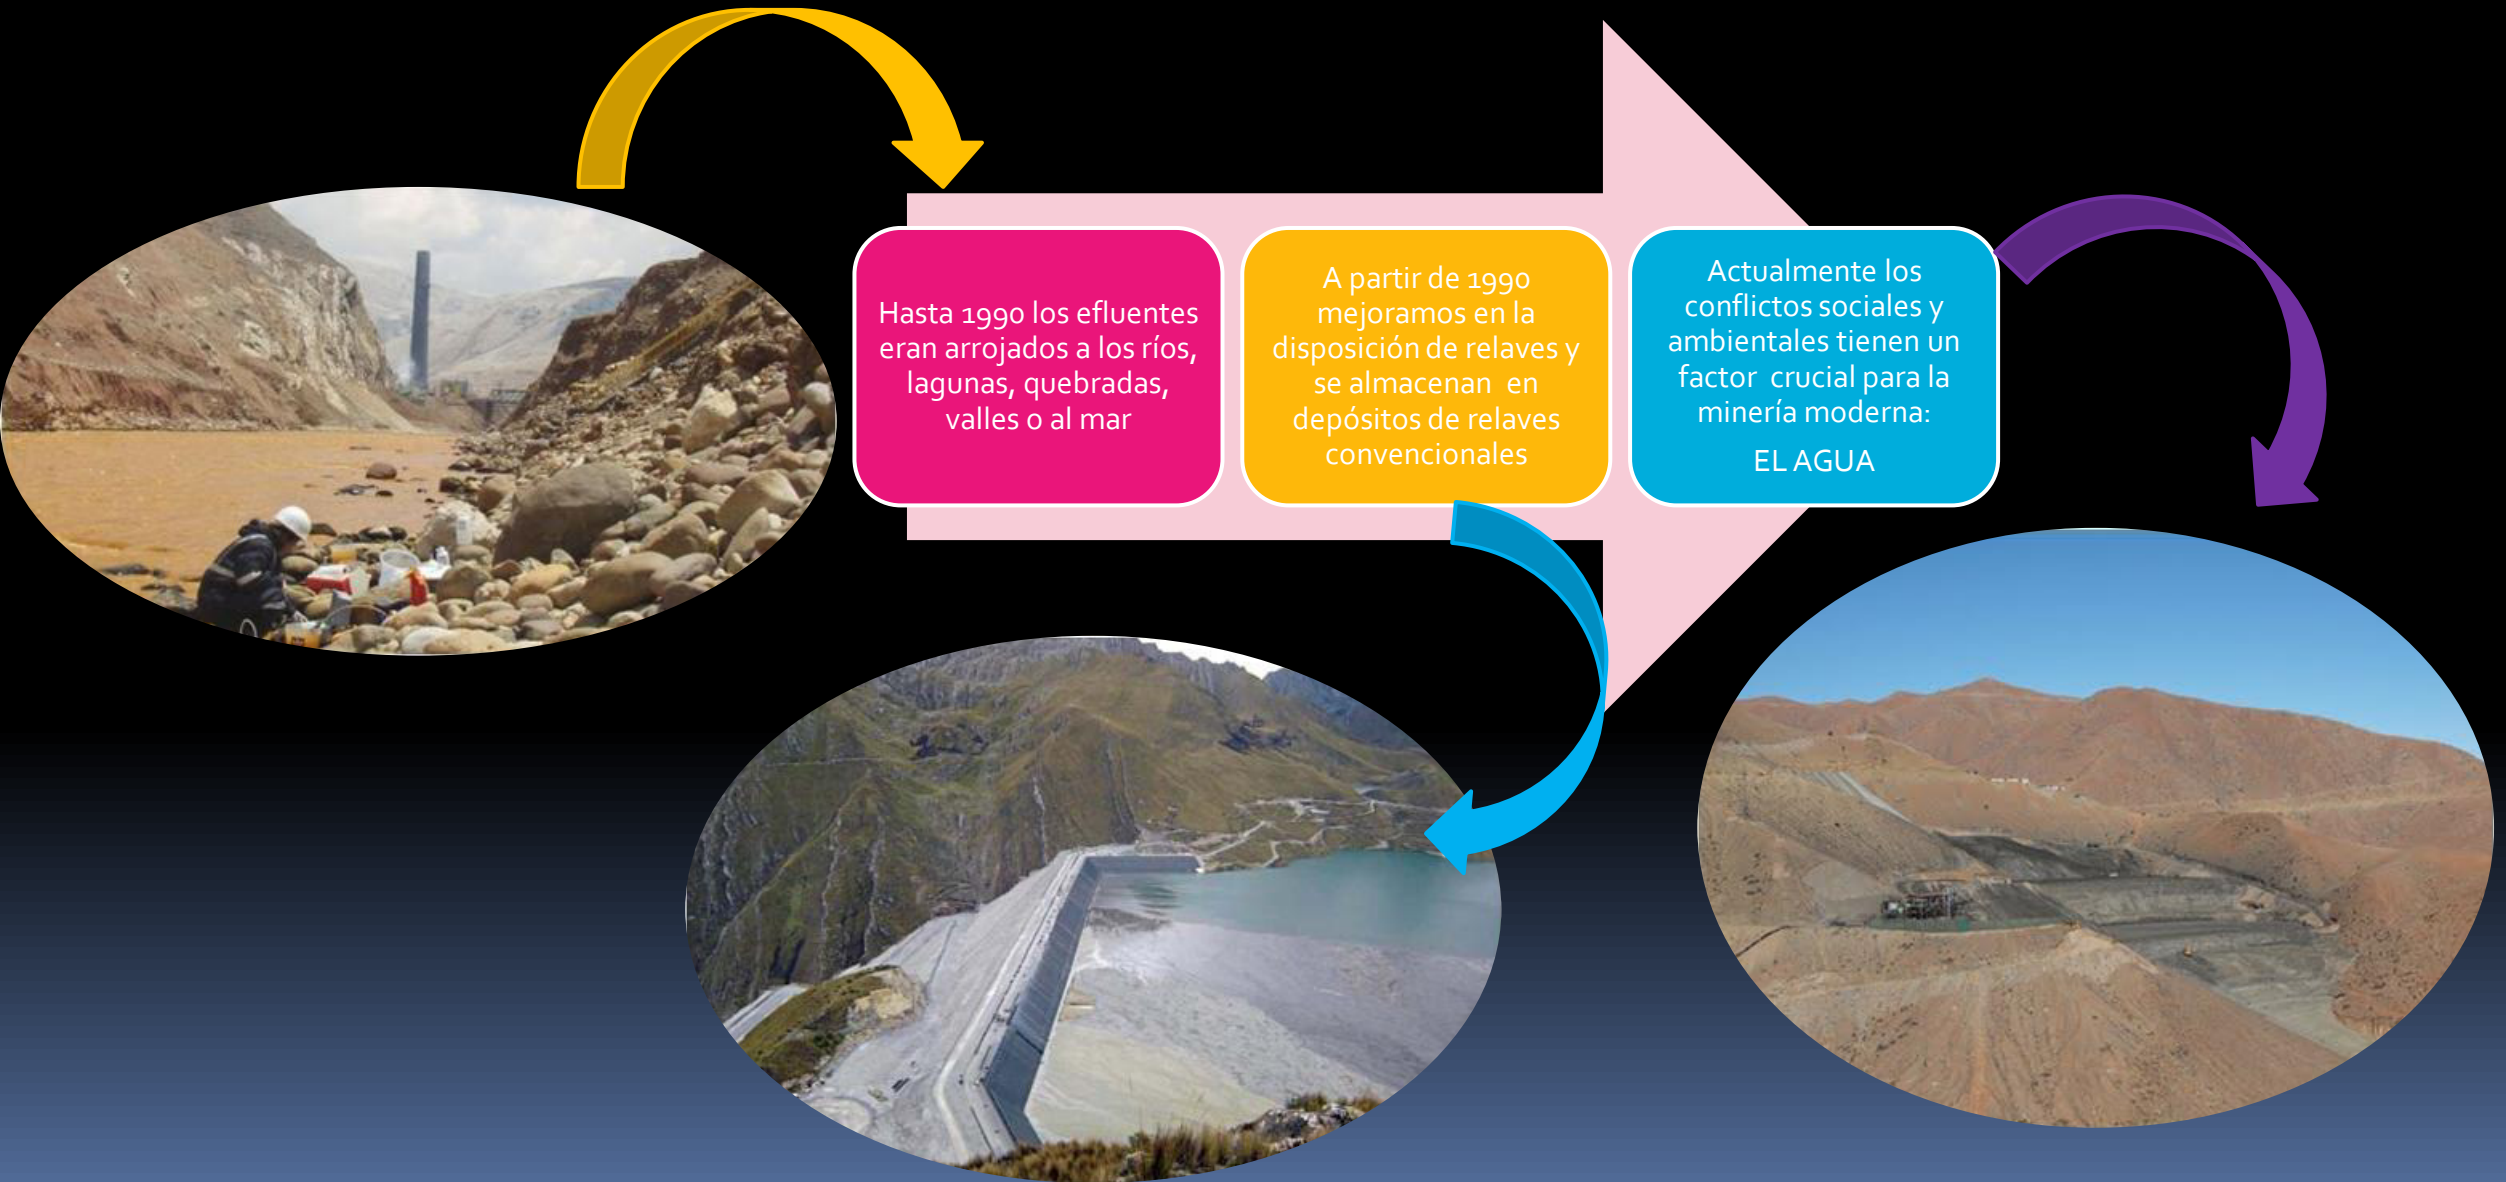 Hasta 1990 los efluentes
eran arrojados a los ríos,
lagunas, quebradas,
valles o al mar
A partir de 1990
mejoramos en la
disposición de relaves y
se almacenan en
depósitos de relaves
convencionales
Actualmente los
conflictos sociales y
ambientales tienen un
factor crucial para la
minería moderna:
EL AGUA